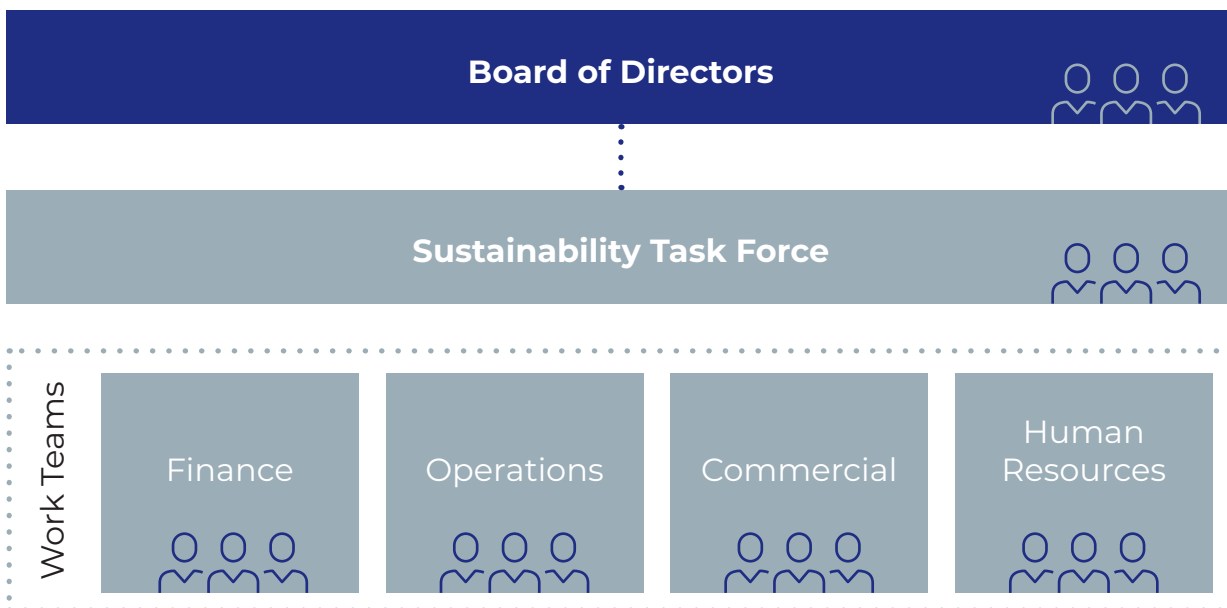 Board of Directors
Sustainability Task Force
Work Teams
Finance
Operations
Commercial
Human
Resources